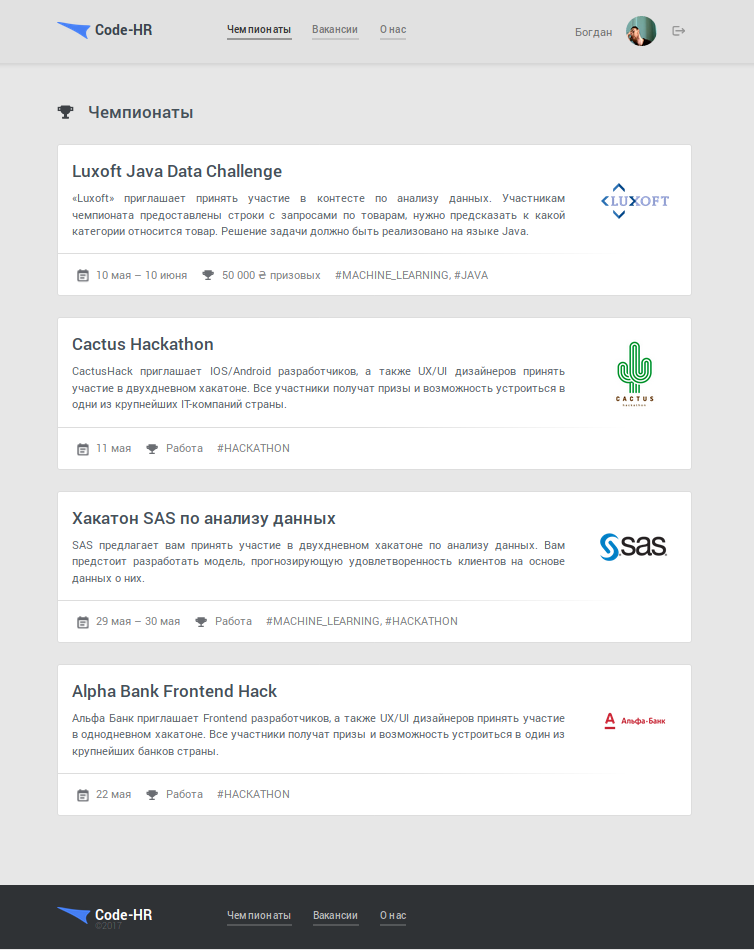 Code-HR
Чемпионаты Вакансии О нас
Богдан
Чемпионаты
Luxoft Java Data Challenge
«Luxoft» приглашает принять участие в контесте по анализу данных. Участникам
чемпионата предоставлены строки с запросами по товарам, нужно предсказать к какой
категории относится товар. Решение задачи должно быть реализовано на языке Java.
LUXOFT
10 мая – 10 июня 50 000 ₴ призовых #MACHINE_LEARNING, #JAVA
Cactus Hackathon
CactusHack приглашает IOS/Android разработчиков, а также UX/UI дизайнеров принять
участие в двухдневном хакатоне. Все участники получат призы и возможность устроиться в
одни из крупнейших IT-компаний страны.
CACTUS
hackathon
11 мая Работа #HACKATHON
Хакатон SAS по анализу данных
SAS предлагает вам принять участие в двухдневном хакатоне по анализу данных. Вам
предстоит разработать модель, прогнозирующую удовлетворенность клиентов на основе
данных о них.
sas
29 мая – 30 мая Работа #MACHINE_LEARNING, #HACKATHON
Alpha Bank Frontend Hack
Альфа Банк приглашает Frontend разработчиков, а также UX/UI дизайнеров принять участие
в однодневном хакатоне. Все участники получат призы и возможность устроиться в один из
крупнейших банков страны.
А Альфа·Банк
22 мая Работа #HACKATHON
Code-HR
©2017
Чемпионаты Вакансии О нас